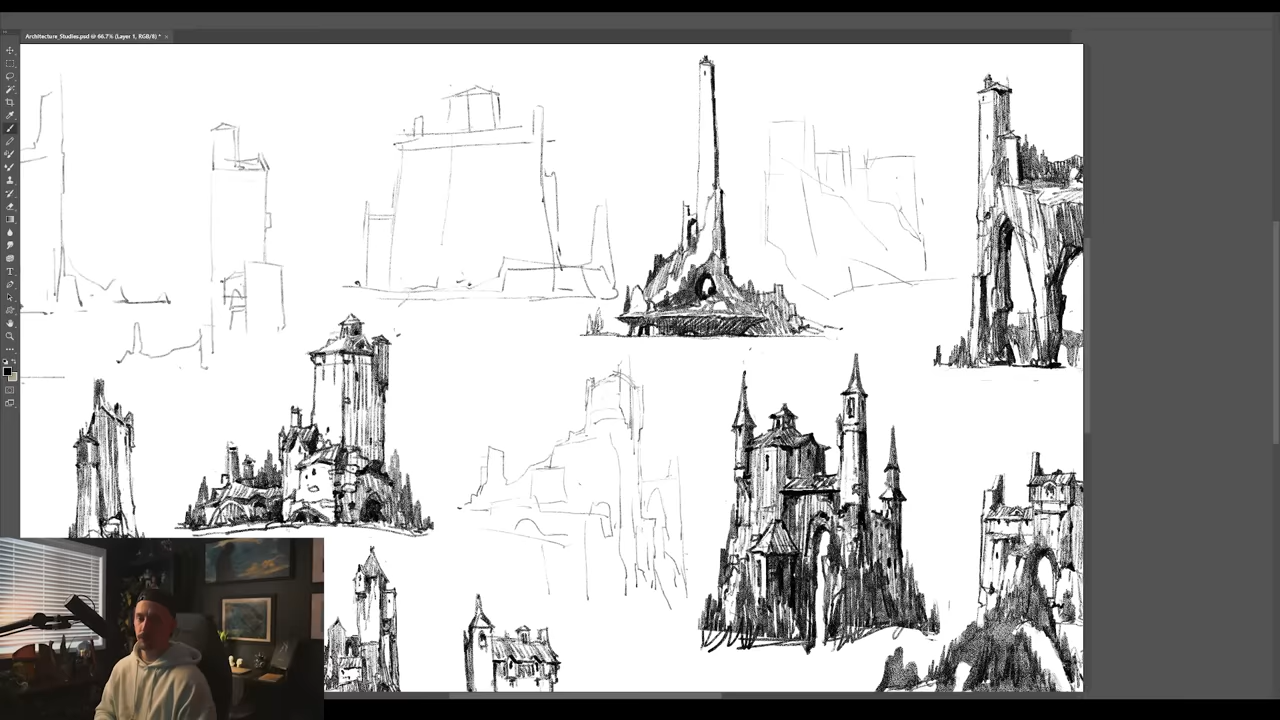 Architecture_Studies.psd @ 66.7% (Layer 1, RGB/8) *